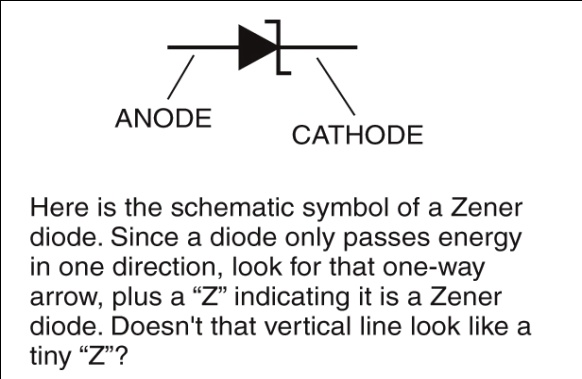 ANODE
CATHODE
Here is the schematic symbol of a Zener
diode. Since a diode only passes energy
in one direction, look for that one-way
arrow, plus a “Z” indicating it is a Zener
diode. Doesn't that vertical line look like a
tiny “Z”?